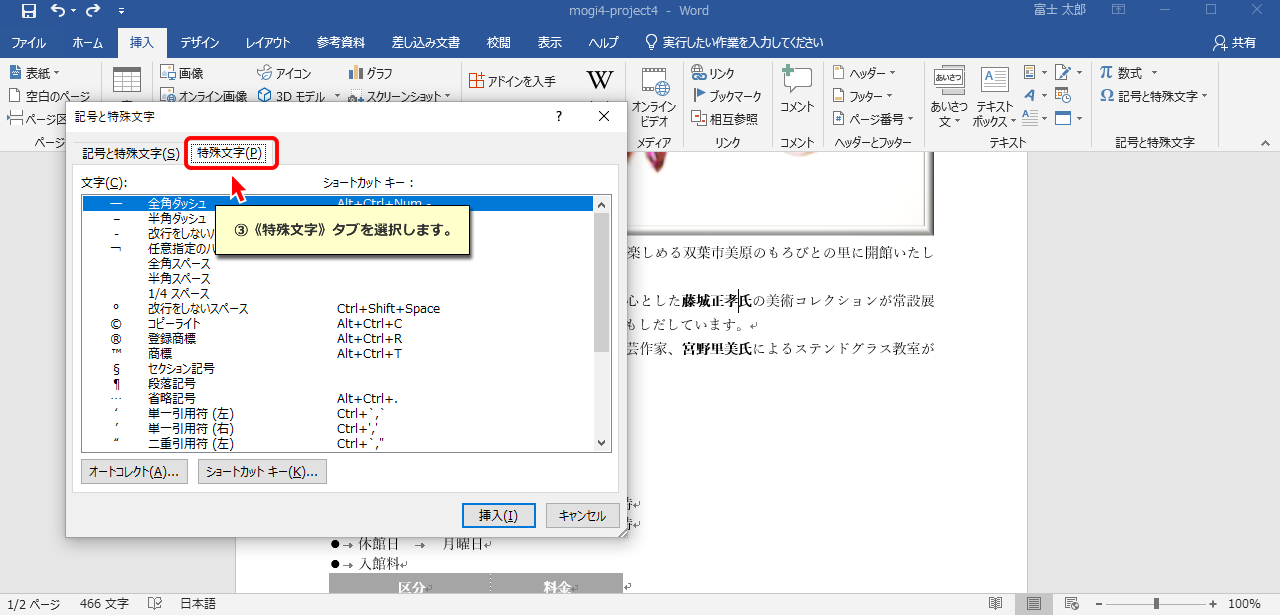 mogi4-project4 - Word
富士 太郎
ファイル ホーム 挿入 デザイン レイアウト 参考資料 差し込み文書 校閲 表示 ヘルプ 実行したい作業を入力してください 共有
表紙
空白のページ
ページ区
ページ
画像
オンライン画像
アイコン
3D モデル
グラフ
スクリーンショット
アドインを入手
W
オンライン
ビデオ
メディア
リンク
ブックマーク
相互参照
リンク
コメント
コメント
ヘッダー
フッター
ページ番号
ヘッダーとフッター
あいさつ
あいさつ
文
A
テキスト
ボックス
テキスト
π 数式
Ω 記号と特殊文字
記号と特殊文字
記号と特殊文字 ?
記号と特殊文字(S) 特殊文字(P)
文字(C): ショートカット キー :
— 全角ダッシュ Alt+Ctrl+Num -
– 半角ダッシュ
- 改行をしない
¬ 任意指定のハ
全角スペース
半角スペース
1/4 スペース
° 改行をしないスペース Ctrl+Shift+Space
© コピーライト Alt+Ctrl+C
® 登録商標 Alt+Ctrl+R
™ 商標 Alt+Ctrl+T
§ セクション記号
¶ 段落記号
… 省略記号 Alt+Ctrl+.
‘ 単一引用符 (左) Ctrl+`,`
’ 単一引用符 (右) Ctrl+','
“ 二重引用符 (左) Ctrl+`,"
③《特殊文字》タブを選択します。
オートコレクト(A)... ショートカット キー(K)...
挿入(I) キャンセル
楽しめる双葉市美原のもろびとの里に開館いたし
心とした藤城正孝氏の美術コレクションが常設展
もしだしています。
芸作家、宮野里美氏によるステンドグラス教室が
●→休館日 → 月曜日
●→入館料
区分 料金
1/2 ページ 466 文字 日本語 100%